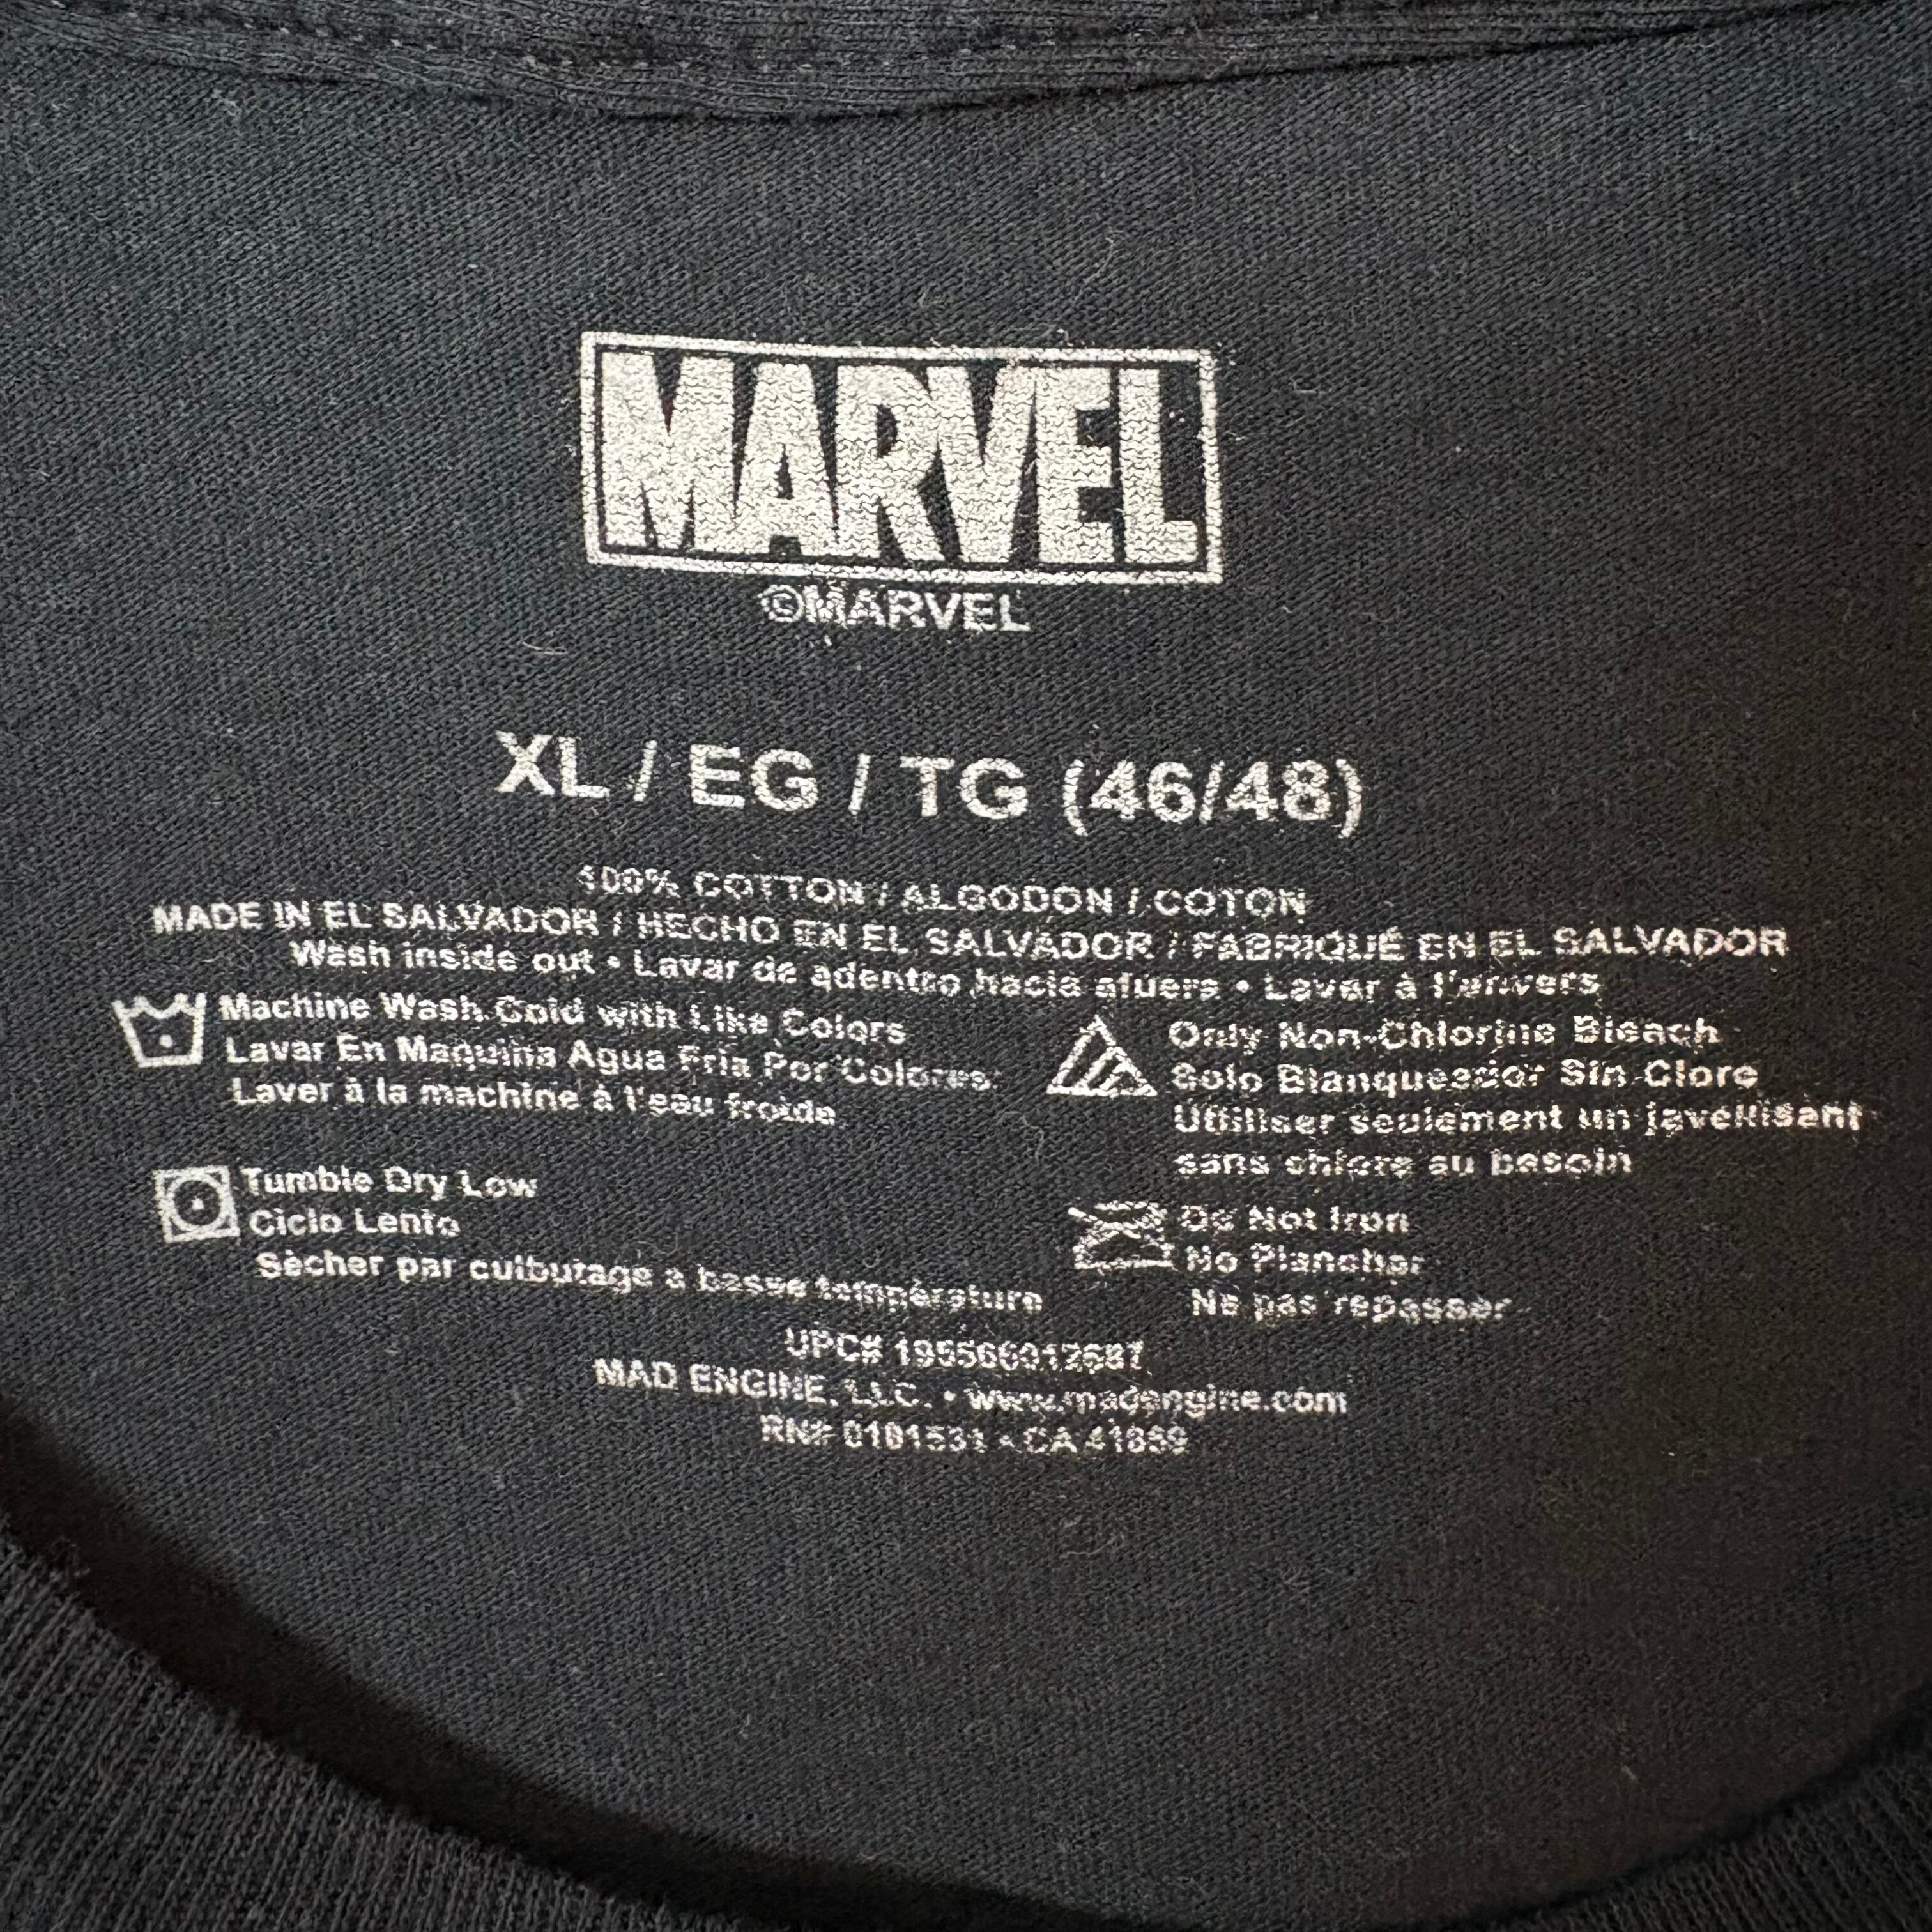 MARVEL
©MARVEL
XL / EG / TG (46/48)
100% COTTON / ALGODON / COTON
MADE IN EL SALVADOR / HECHO EN EL SALVADOR / FABRIQUÉ EN EL SALVADOR
Wash inside out • Lavar de adentro hacia afuera • Laver à l'envers
Machine Wash Cold with Like Colors
Lavar En Maquina Agua Fria Por Colores
Laver à la machine à l'eau froide
Only Non-Chlorine Bleach
Solo Blanqueador Sin Cloro
Utiliser seulement un javellisant
sans chlore au besoin
Tumble Dry Low
Ciclo Lento
Sècher par culbutage a basse température
Do Not Iron
No Planchar
Ne pas repasser
UPC# 195566012687
MAD ENGINE, LLC. • www.madengine.com
RN# 0101531 • CA 41859